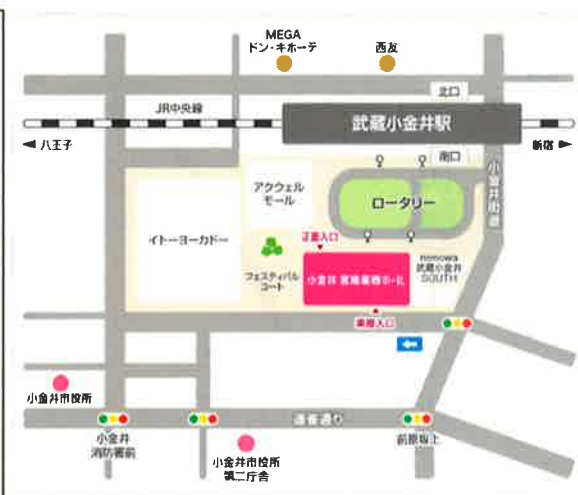 MEGA
ドン・キホーテ
西友
北口
JR中央線
武蔵小金井駅
八王子
新宿
南口
小金井街道
アクウェル
モール
ロータリー
イトーヨーカドー
正面入口
フェスティバル
コート
小金井 宮地楽器ホール
nonowa
武蔵小金井
SOUTH
楽屋入口
小金井市役所
小金井
消防署前
連雀通り
前原坂上
小金井市役所
第二庁舎